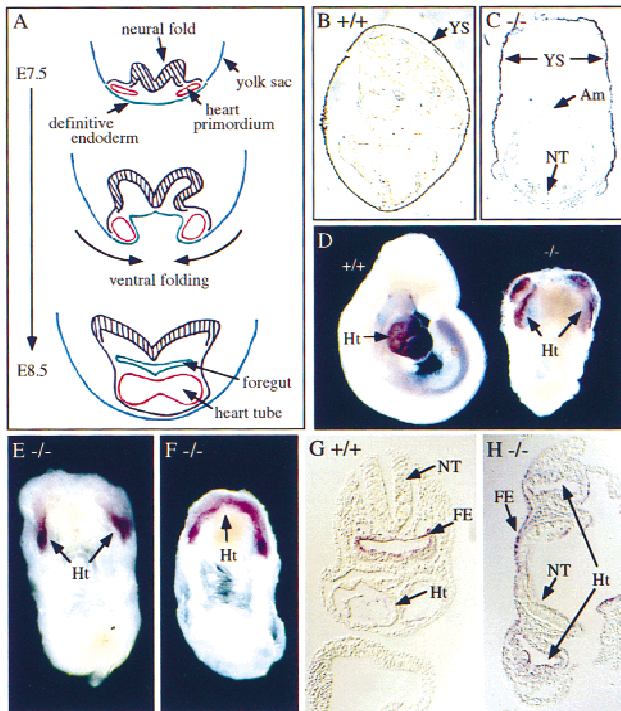 A
neural fold
E7.5
yolk sac
definitive
endoderm
heart
primordium
ventral folding
E8.5
foregut
heart tube
B +/+
YS
C -/-
YS
Am
NT
D
+/+
-/-
Ht
Ht
E -/-
Ht
F -/-
Ht
G +/+
NT
FE
Ht
H -/-
FE
NT
Ht